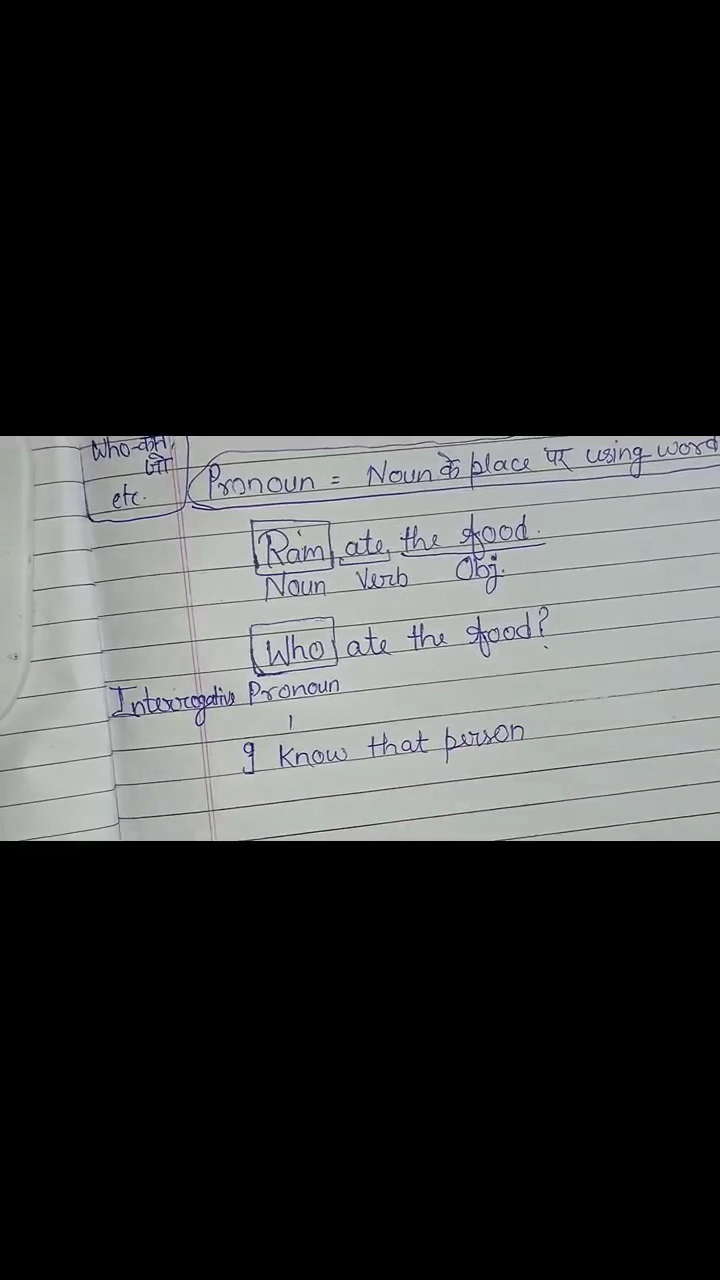 Who-कौन,
जो
etc.
Pronoun = Noun के place पर using word
Ram ate the food.
Noun Verb Obj.
Who ate the food?
Interrogative Pronoun
I know that person